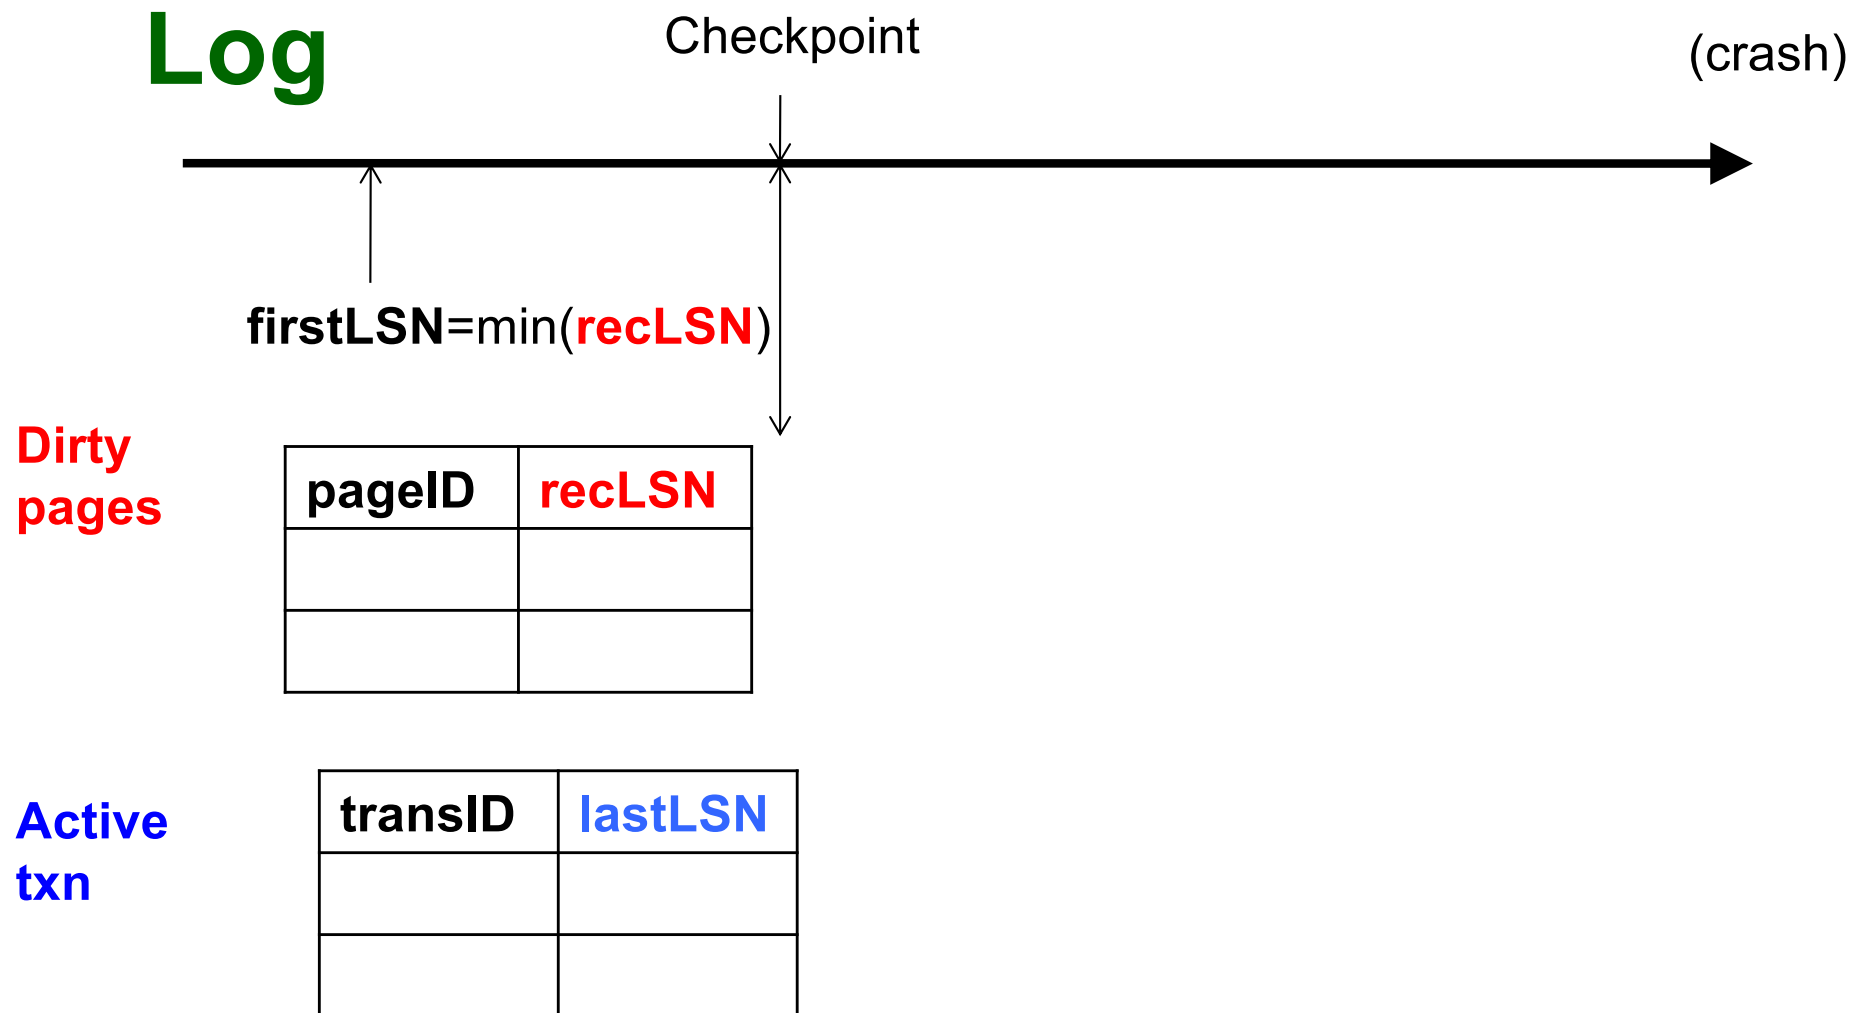 Log
Checkpoint
(crash)
firstLSN=min(recLSN)
Dirty
pages
pageID recLSN
Active
txn
transID lastLSN